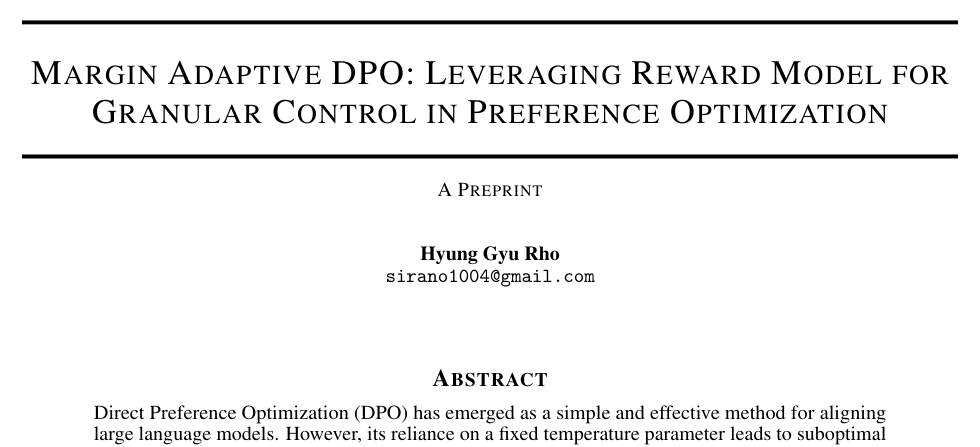 MARGIN ADAPTIVE DPO: LEVERAGING REWARD MODEL FOR
GRANULAR CONTROL IN PREFERENCE OPTIMIZATION
A PREPRINT
Hyung Gyu Rho
sirano1004@gmail.com
ABSTRACT
Direct Preference Optimization (DPO) has emerged as a simple and effective method for aligning
large language models. However, its reliance on a fixed temperature parameter leads to suboptimal